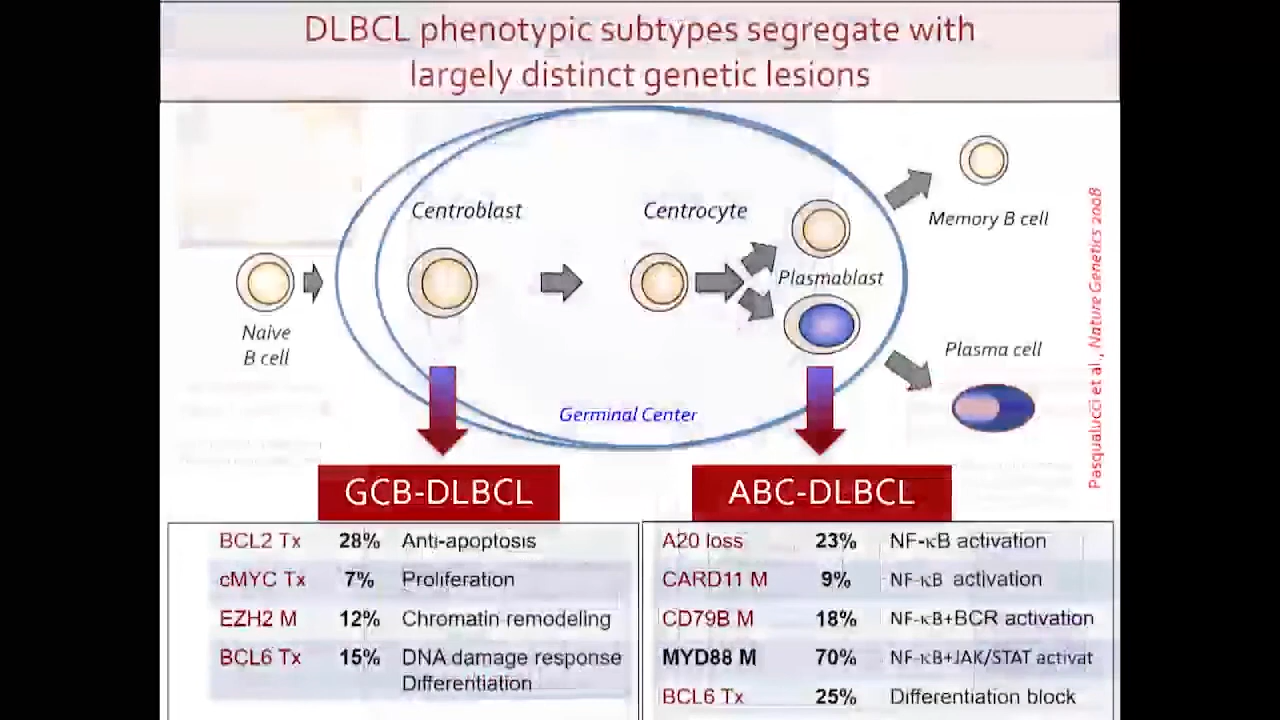 DLBCL phenotypic subtypes segregate with
largely distinct genetic lesions
Centroblast
Centrocyte
Memory B cell
Naive
B cell
Plasmablast
Plasma cell
Germinal Center
Pasqualucci et al., Nature Genetics 2008
GCB-DLBCL
BCL2 Tx 28% Anti-apoptosis
cMYC Tx 7% Proliferation
EZH2 M 12% Chromatin remodeling
BCL6 Tx 15% DNA damage response
Differentiation
ABC-DLBCL
A20 loss 23% NF-κB activation
CARD11 M 9% NF-κB activation
CD79B M 18% NF-κB+BCR activation
MYD88 M 70% NF-κB+JAK/STAT activat
BCL6 Tx 25% Differentiation block